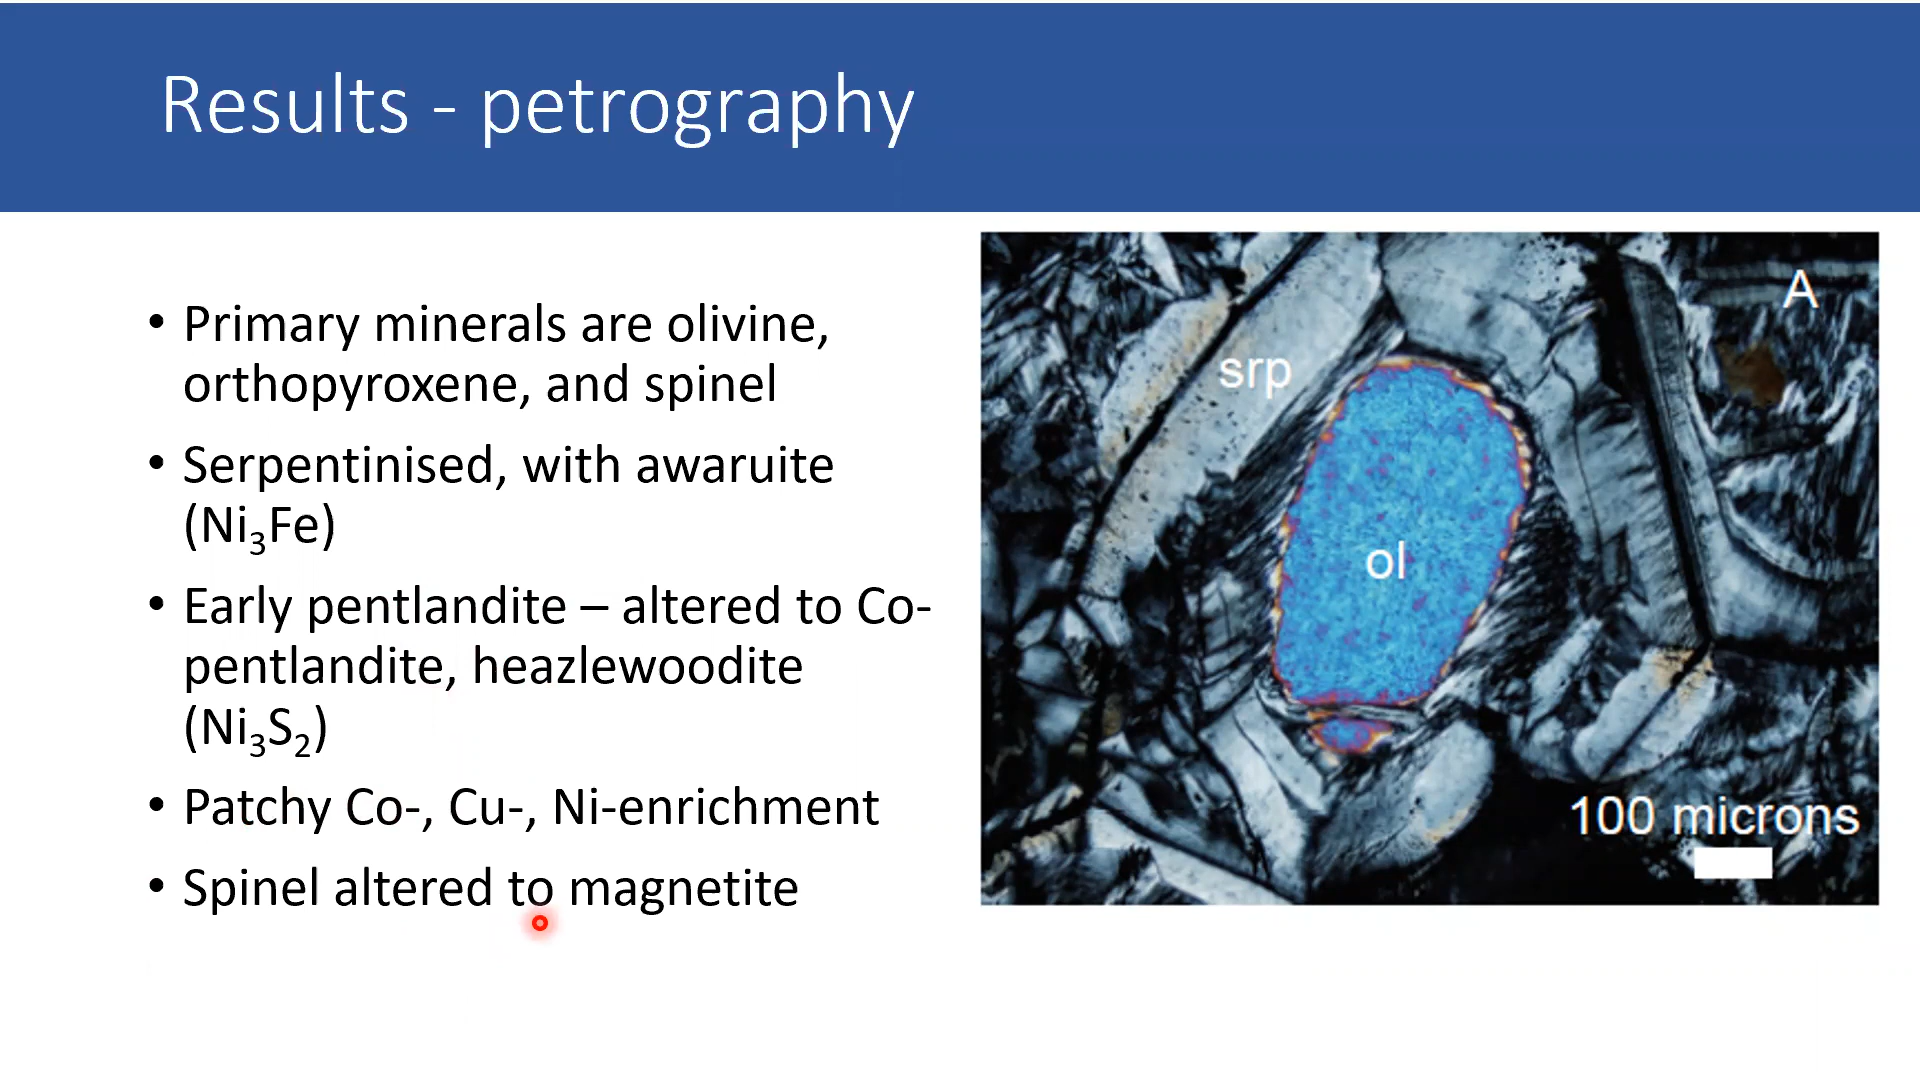 Results - petrography
• Primary minerals are olivine,
orthopyroxene, and spinel
• Serpentinised, with awaruite
(Ni₃Fe)
• Early pentlandite – altered to Co-
pentlandite, heazlewoodite
(Ni₃S₂)
• Patchy Co-, Cu-, Ni-enrichment
• Spinel altered to magnetite
A
srp
ol
100 microns